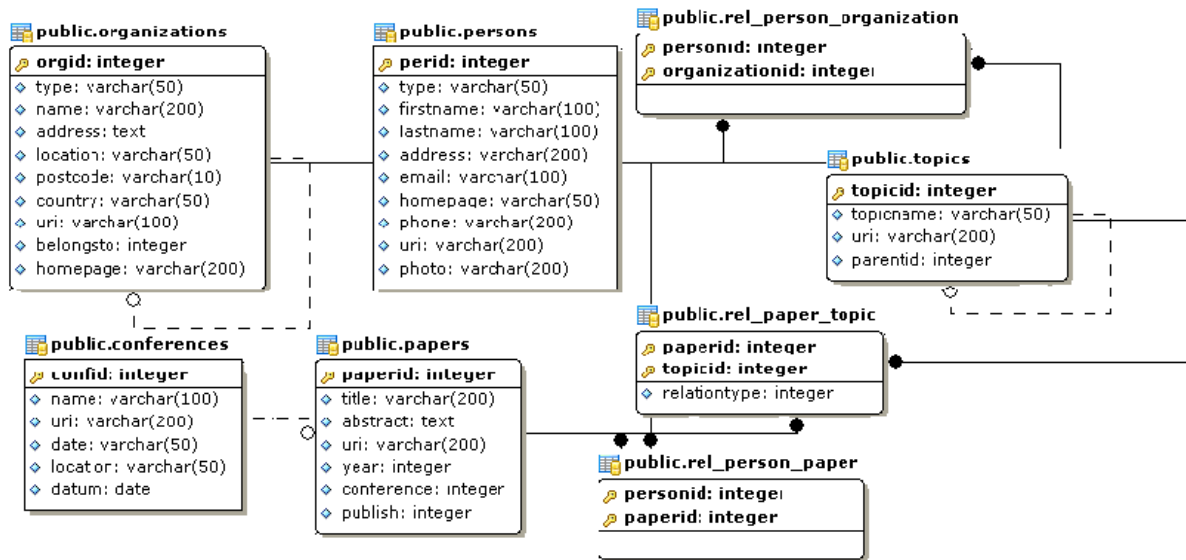 public.organizations
orgid: integer
type: varchar(50)
name: varchar(200)
address: text
location: varchar(50)
postcode: varchar(10)
country: varchar(50)
uri: varchar(100)
belongsto: integer
homepage: varchar(200)
public.persons
perid: integer
type: varchar(50)
firstname: varchar(100)
lastname: varchar(100)
address: varchar(200)
email: varchar(100)
homepage: varchar(50)
phone: varchar(200)
uri: varchar(200)
photo: varchar(200)
public.rel_person_organization
personid: integer
organizationid: integer
public.topics
topicid: integer
topicname: varchar(50)
uri: varchar(200)
parentid: integer
public.conferences
confid: integer
name: varchar(100)
uri: varchar(200)
date: varchar(50)
location: varchar(50)
datum: date
public.papers
paperid: integer
title: varchar(200)
abstract: text
uri: varchar(200)
year: integer
conference: integer
publish: integer
public.rel_paper_topic
paperid: integer
topicid: integer
relationtype: integer
public.rel_person_paper
personid: integer
paperid: integer